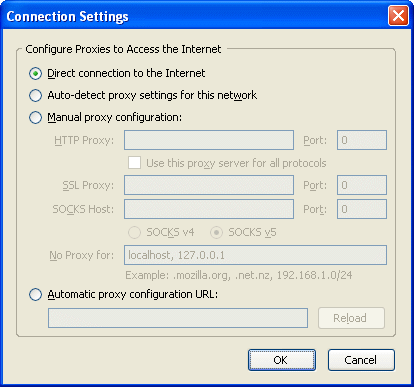 Connection Settings
Configure Proxies to Access the Internet
Direct connection to the Internet
Auto-detect proxy settings for this network
Manual proxy configuration:
HTTP Proxy: Port: 0
Use this proxy server for all protocols
SSL Proxy: Port: 0
SOCKS Host: Port: 0
SOCKS v4 SOCKS v5
No Proxy for: localhost, 127.0.0.1
Example: .mozilla.org, .net.nz, 192.168.1.0/24
Automatic proxy configuration URL:
Reload
OK Cancel